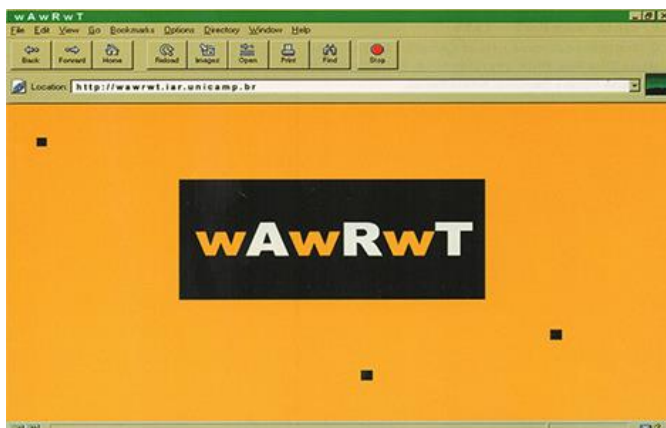 wAwRwT
File Edit View Go Bookmarks Options Directory Window Help
Back Forward Home Reload Images Open Print Find Stop
Location: http://wawrwt.iar.unicamp.br
wAwRwT